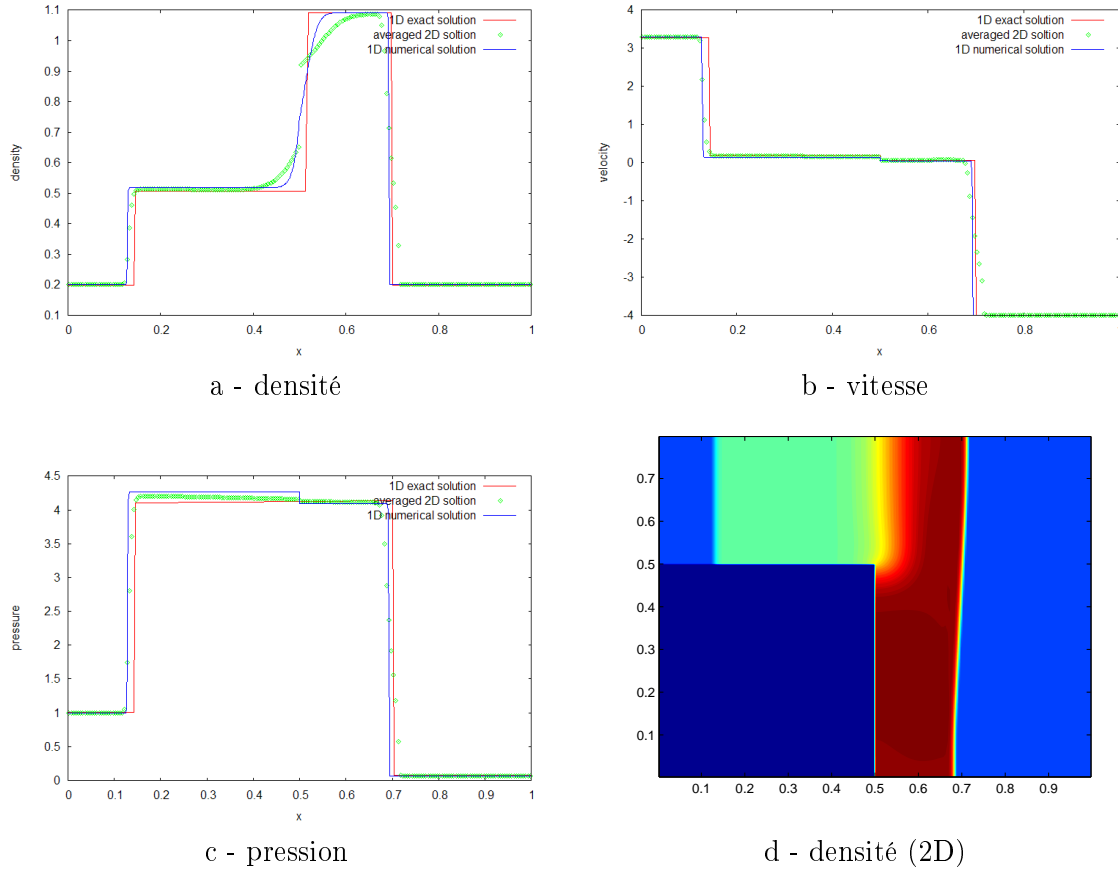 1.1
1
0.9
0.8
0.7
0.6
0.5
0.4
0.3
0.2
0.1
density
1D exact solution
averaged 2D soltion
1D numerical solution
0 0.2 0.4 0.6 0.8 1
x
a - densité
4
3
2
1
0
-1
-2
-3
-4
velocity
1D exact solution
averaged 2D soltion
1D numerical solution
0 0.2 0.4 0.6 0.8
x
b - vitesse
4.5
4
3.5
3
2.5
2
1.5
1
0.5
0
pressure
1D exact solution
averaged 2D soltion
1D numerical solution
0 0.1 0.2 0.3 0.4 0.5 0.6 0.7 0.8 0.9 1
x
c - pression
0.7
0.6
0.5
0.4
0.3
0.2
0.1
0.1 0.2 0.3 0.4 0.5 0.6 0.7 0.8 0.9
d - densité (2D)